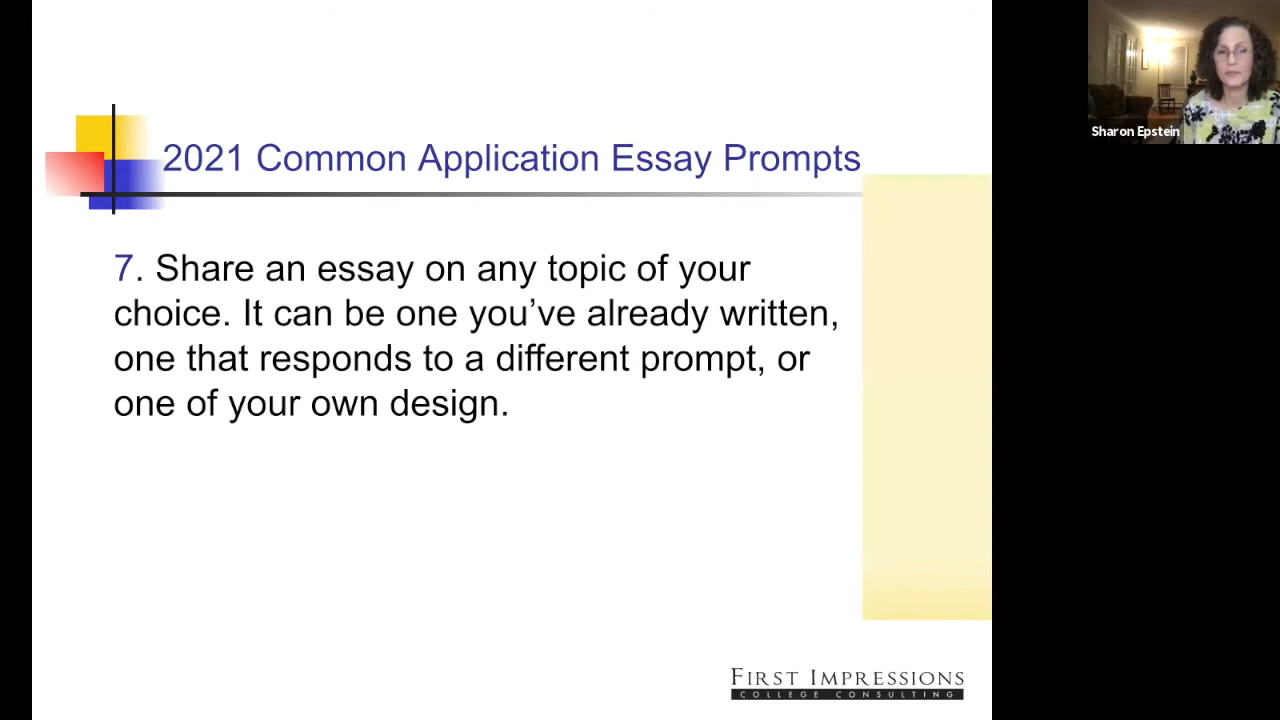 2021 Common Application Essay Prompts
7. Share an essay on any topic of your
choice. It can be one you’ve already written,
one that responds to a different prompt, or
one of your own design.
FIRST IMPRESSIONS
COLLEGE CONSULTING
Sharon Epstein